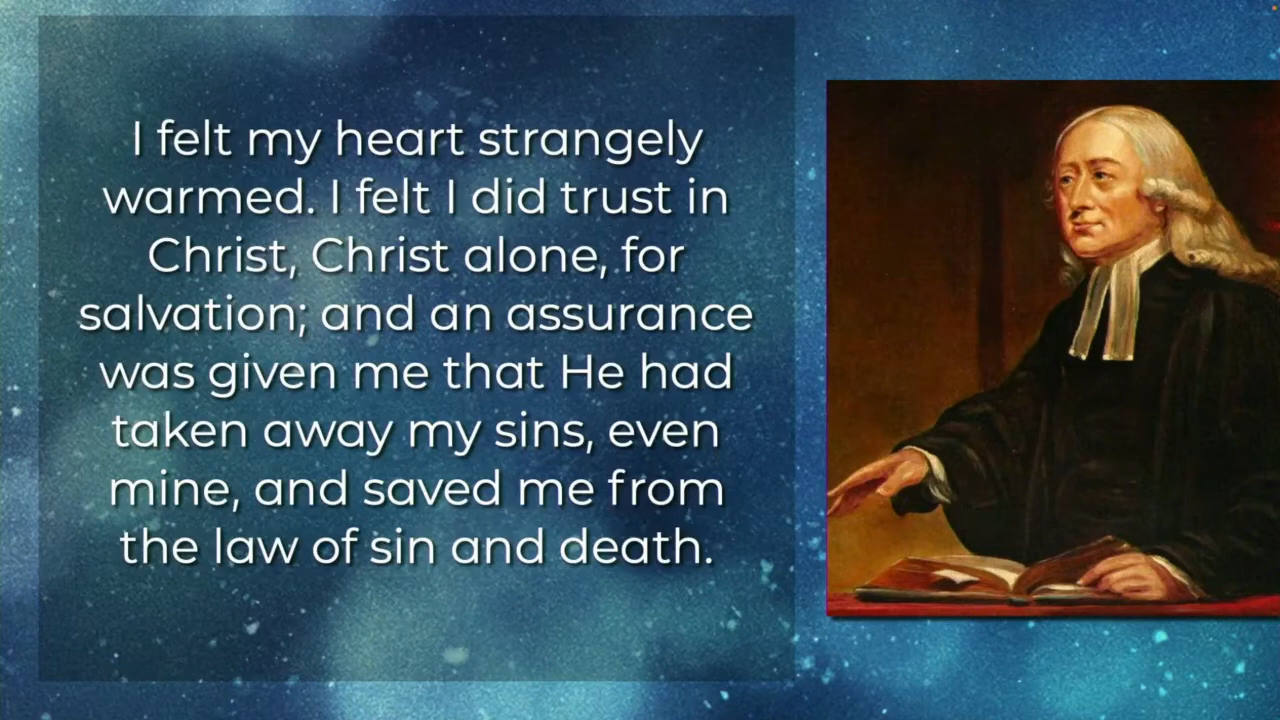 I felt my heart strangely
warmed. I felt I did trust in
Christ, Christ alone, for
salvation; and an assurance
was given me that He had
taken away my sins, even
mine, and saved me from
the law of sin and death.